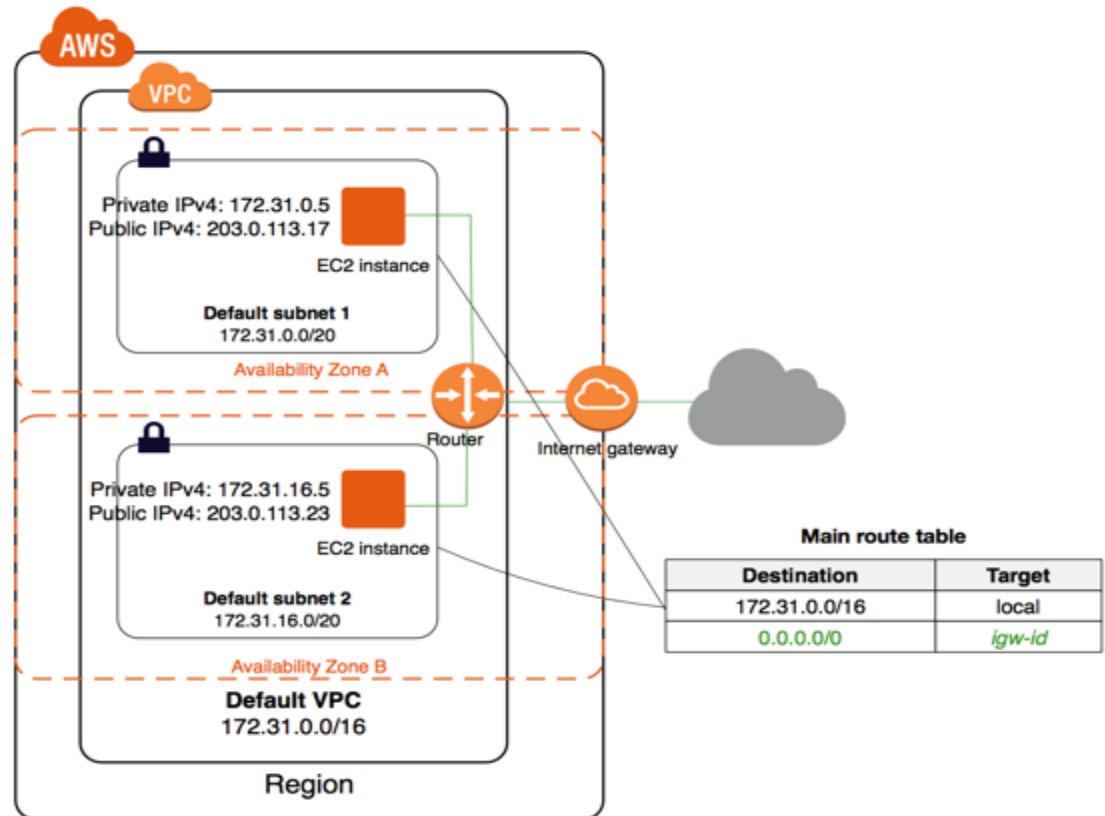 AWS
VPC
Private IPv4: 172.31.0.5
Public IPv4: 203.0.113.17
EC2 instance
Default subnet 1
172.31.0.0/20
Availability Zone A
Router
Internet gateway
Private IPv4: 172.31.16.5
Public IPv4: 203.0.113.23
EC2 instance
Default subnet 2
172.31.16.0/20
Availability Zone B
Default VPC
172.31.0.0/16
Region
Main route table
Destination Target
172.31.0.0/16 local
0.0.0.0/0 igw-id